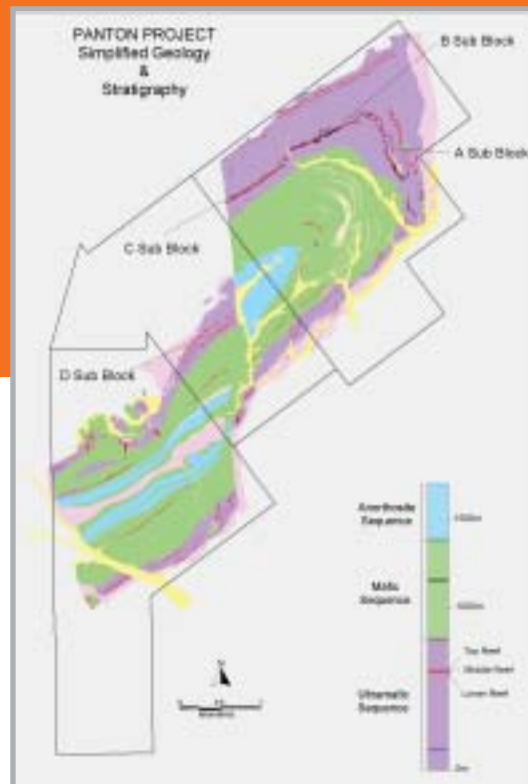 PANTON PROJECT
Simplified Geology
&
Stratigraphy
B Sub Block
A Sub Block
C Sub Block
D Sub Block
Anorthosite
Sequence
Mafic
Sequence
Top Reef
Middle Reef
Lower Reef
Ultramafic
Sequence
N